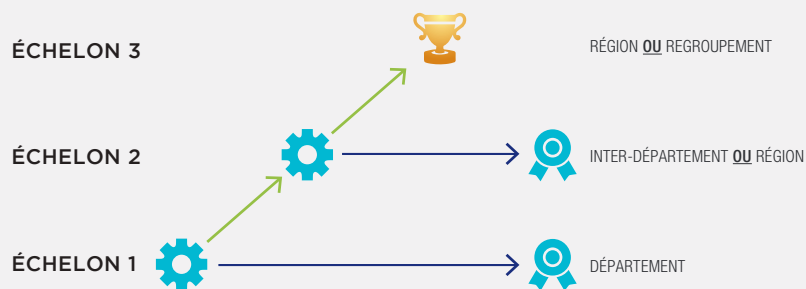 ÉCHELON 3
RÉGION OU REGROUPEMENT
ÉCHELON 2
INTER-DÉPARTEMENT OU RÉGION
ÉCHELON 1
DÉPARTEMENT